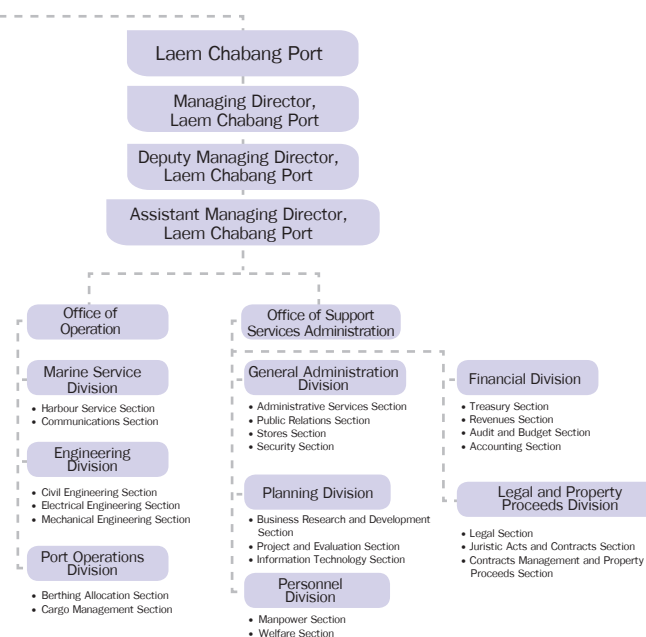 Laem Chabang Port
Managing Director,
Laem Chabang Port
Deputy Managing Director,
Laem Chabang Port
Assistant Managing Director,
Laem Chabang Port
Office of
Operation
Marine Service
Division
• Harbour Service Section
• Communications Section
Engineering
Division
• Civil Engineering Section
• Electrical Engineering Section
• Mechanical Engineering Section
Port Operations
Division
• Berthing Allocation Section
• Cargo Management Section
Office of Support
Services Administration
General Administration
Division
• Administrative Services Section
• Public Relations Section
• Stores Section
• Security Section
Planning Division
• Business Research and Development
Section
• Project and Evaluation Section
• Information Technology Section
Personnel
Division
• Manpower Section
• Welfare Section
Financial Division
• Treasury Section
• Revenues Section
• Audit and Budget Section
• Accounting Section
Legal and Property
Proceeds Division
• Legal Section
• Juristic Acts and Contracts Section
• Contracts Management and Property
Proceeds Section